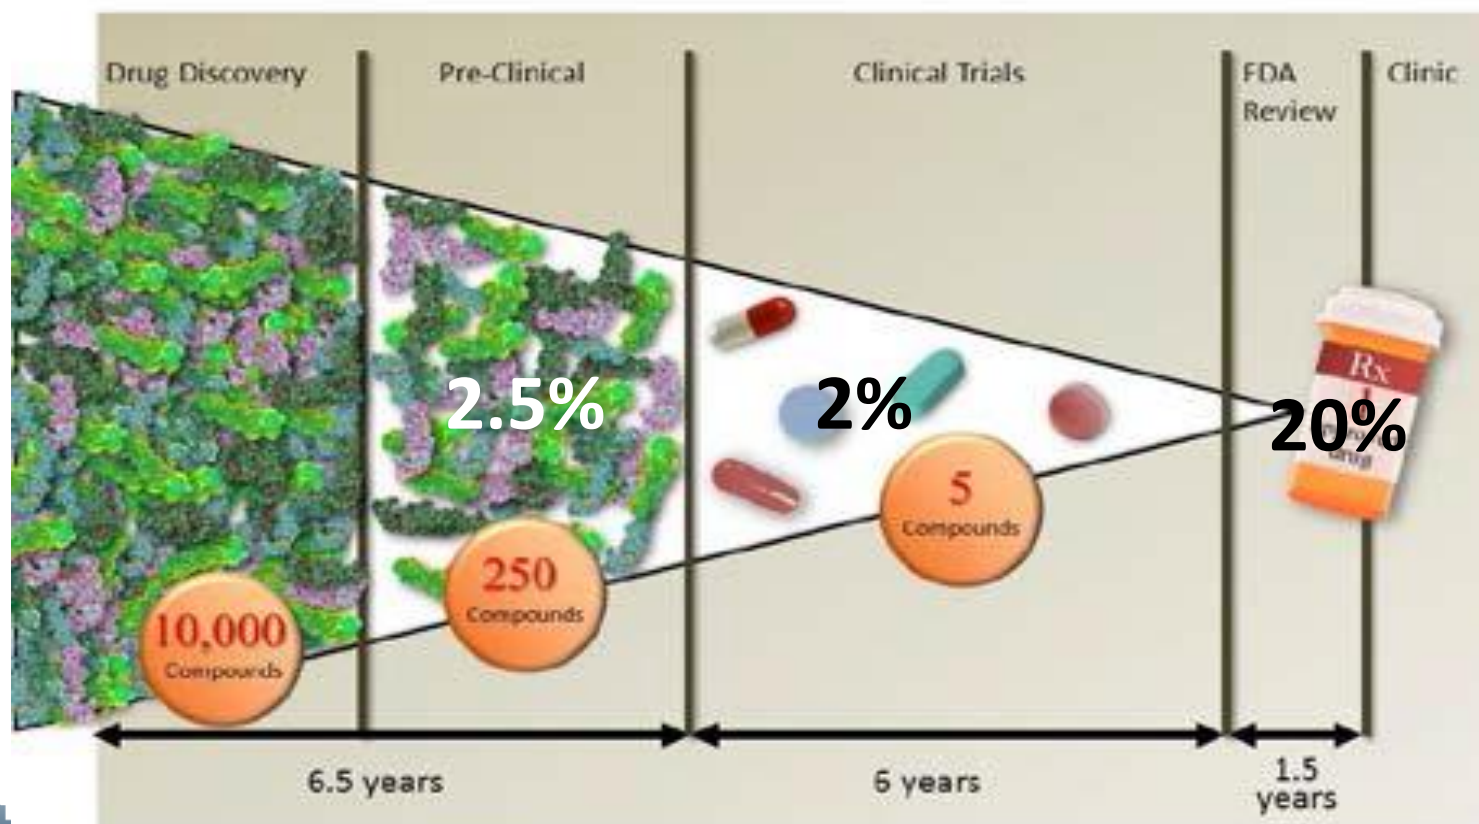 Drug Discovery
Pre-Clinical
Clinical Trials
FDA
Review
Clinic
2.5%
2%
20%
Rx
10,000
Compounds
250
Compounds
5
Compounds
drug
6.5 years
6 years
1.5
years